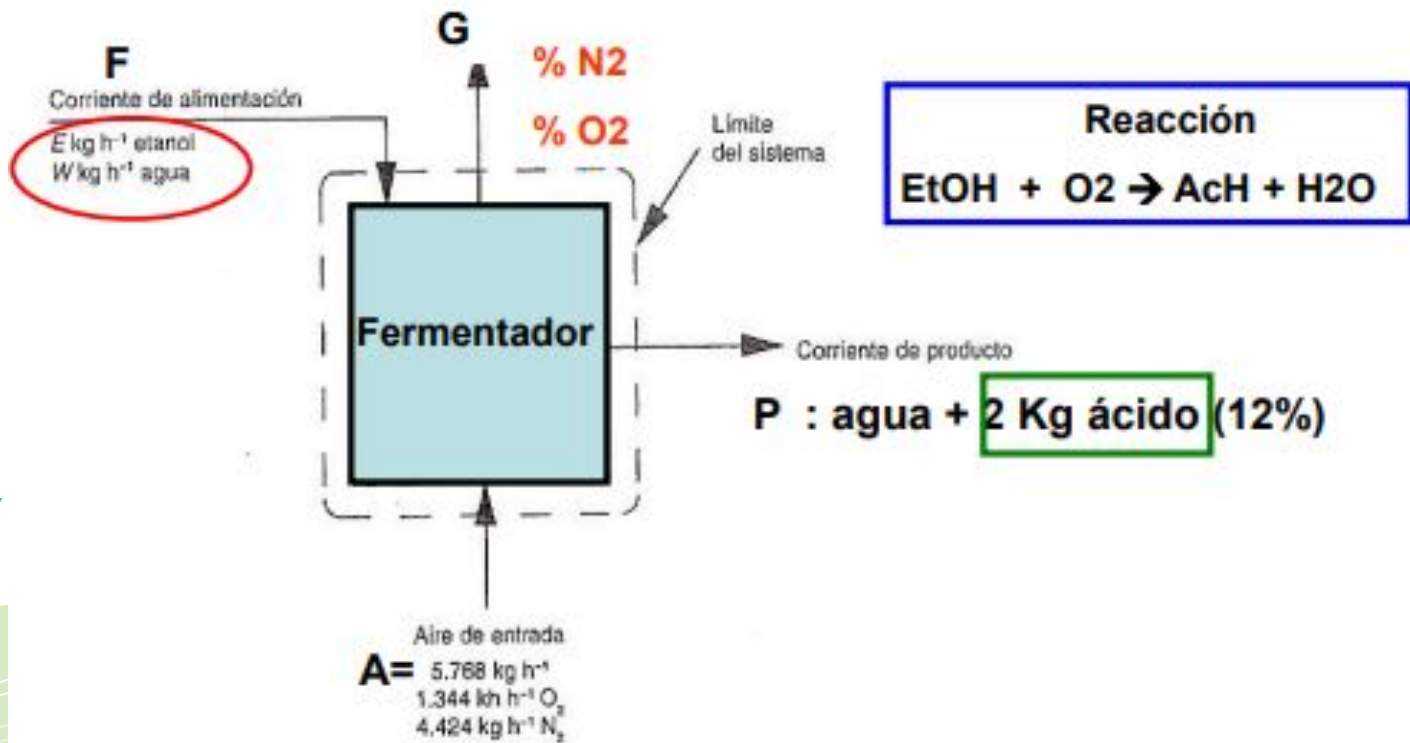 F
Corriente de alimentación
E kg h⁻¹ etanol
W kg h⁻¹ agua
G
% N2
% O2
Límite
del sistema
Reacción
EtOH + O2 → AcH + H2O
Fermentador
Corriente de producto
P : agua + 2 Kg ácido (12%)
Aire de entrada
A= 5.768 kg h⁻¹
1.344 kh h⁻¹ O₂
4.424 kg h⁻¹ N₂